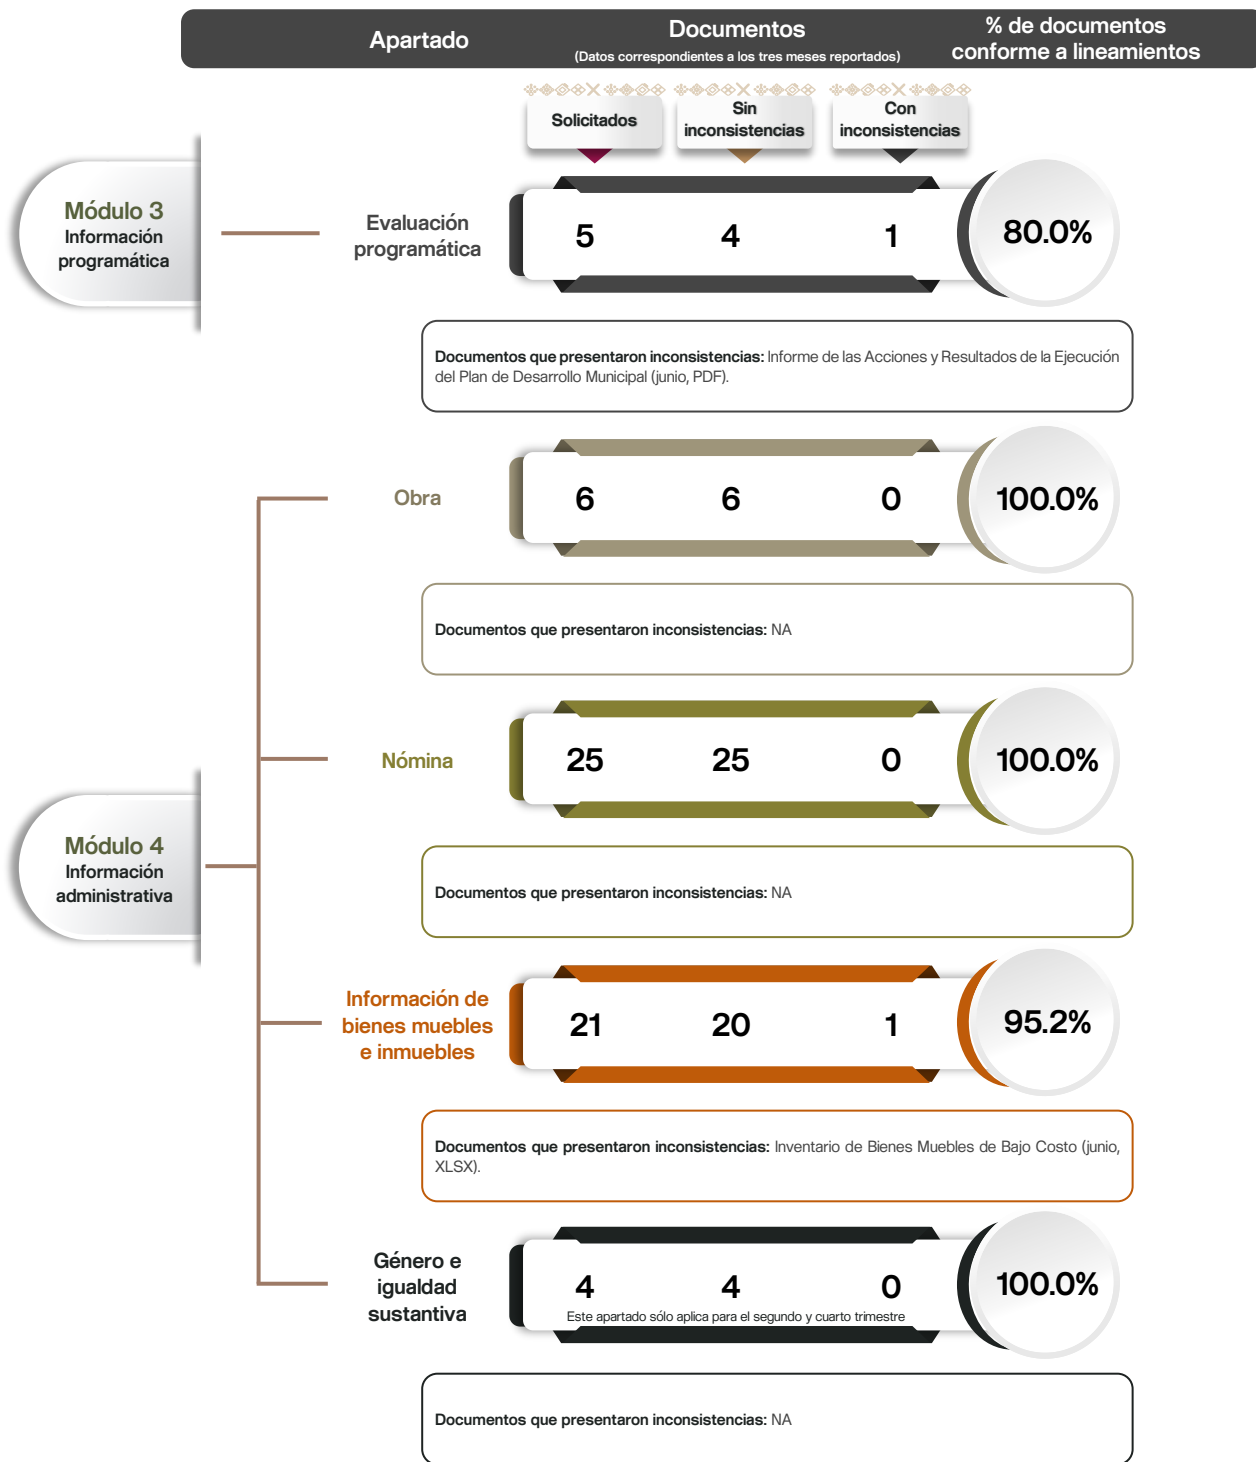 Apartado
Documentos
(Datos correspondientes a los tres meses reportados)
% de documentos
conforme a lineamientos
Solicitados
Sin
inconsistencias
Con
inconsistencias
Módulo 3
Información
programática
Evaluación
programática
5 4 1 80.0%
Documentos que presentaron inconsistencias: Informe de las Acciones y Resultados de la Ejecución
del Plan de Desarrollo Municipal (junio, PDF).
Obra
6 6 0 100.0%
Documentos que presentaron inconsistencias: NA
Nómina
25 25 0 100.0%
Módulo 4
Información
administrativa
Documentos que presentaron inconsistencias: NA
Información de
bienes muebles
e inmuebles
21 20 1 95.2%
Documentos que presentaron inconsistencias: Inventario de Bienes Muebles de Bajo Costo (junio,
XLSX).
Género e
igualdad
sustantiva
4 4 0 100.0%
Este apartado sólo aplica para el segundo y cuarto trimestre
Documentos que presentaron inconsistencias: NA